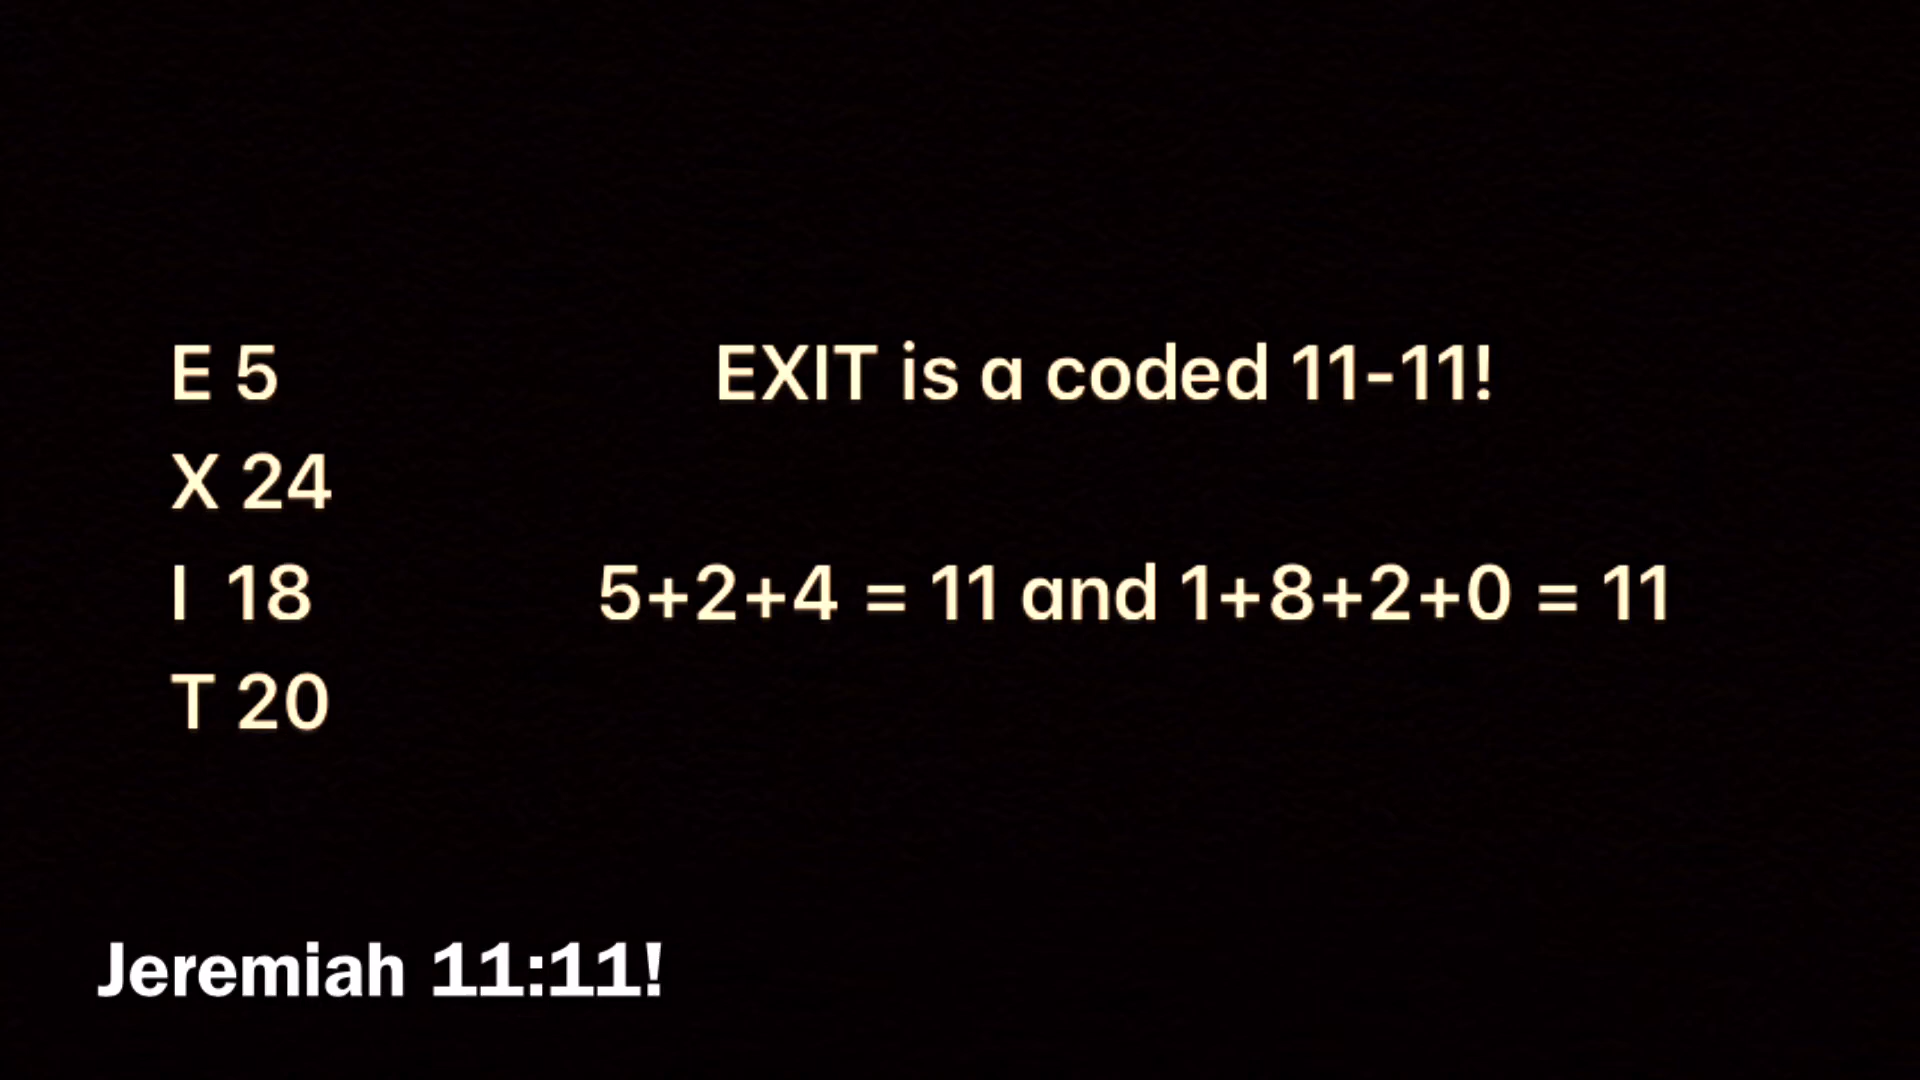 E 5
EXIT is a coded 11-11!
X 24
I 18
5+2+4 = 11 and 1+8+2+0 = 11
T 20
Jeremiah 11:11!